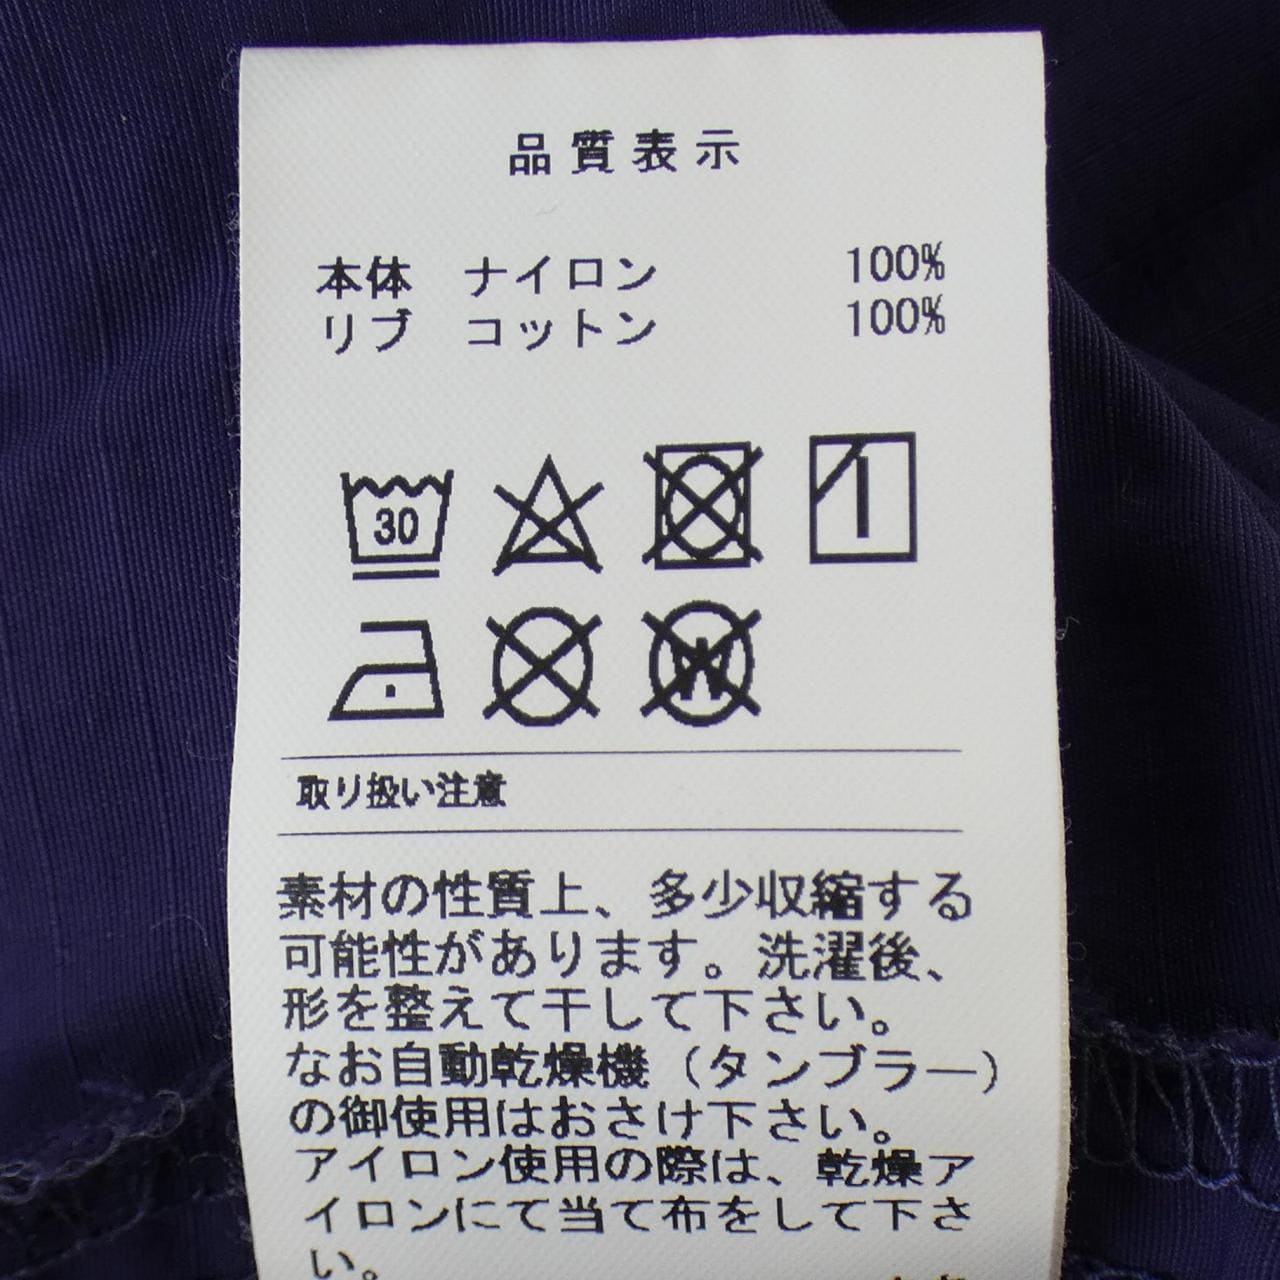 品質表示
本体 ナイロン 100%
リブ コットン 100%
30
W
取り扱い注意
素材の性質上、多少収縮する
可能性があります。洗濯後、
形を整えて干して下さい。
なお自動乾燥機（タンブラー）
の御使用はおさけ下さい。
アイロン使用の際は、乾燥ア
イロンにて当て布をして下さ
い。